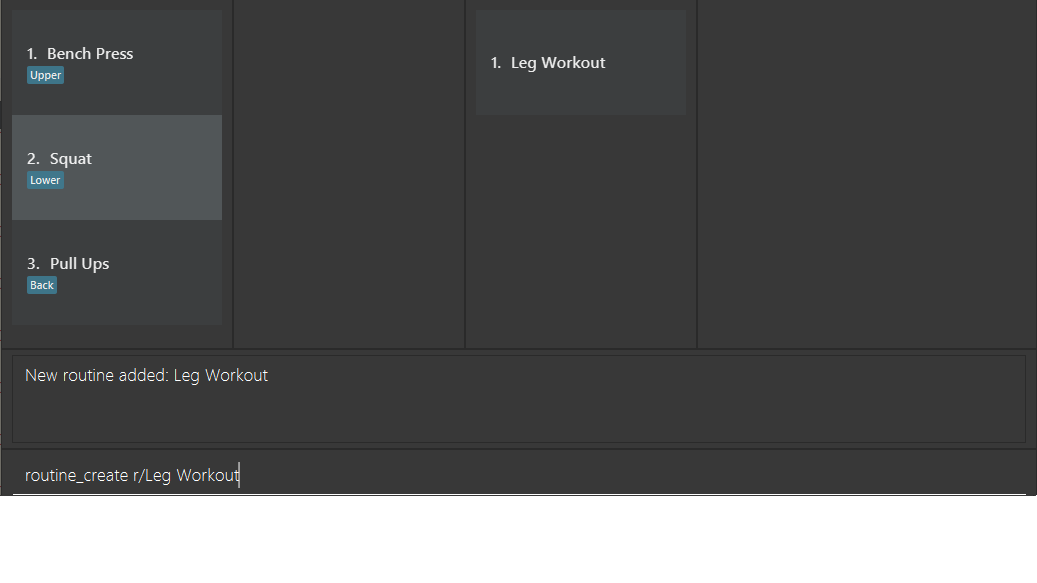 1. Bench Press
Upper
2. Squat
Lower
3. Pull Ups
Back
1. Leg Workout
New routine added: Leg Workout
routine_create r/Leg Workout